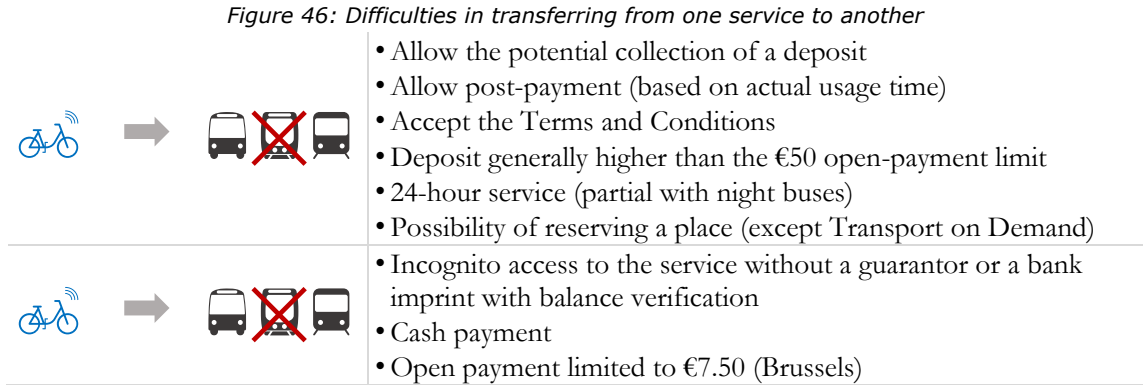 Figure 46: Difficulties in transferring from one service to another
• Allow the potential collection of a deposit
• Allow post-payment (based on actual usage time)
• Accept the Terms and Conditions
• Deposit generally higher than the €50 open-payment limit
• 24-hour service (partial with night buses)
• Possibility of reserving a place (except Transport on Demand)
• Incognito access to the service without a guarantor or a bank
imprint with balance verification
• Cash payment
• Open payment limited to €7.50 (Brussels)